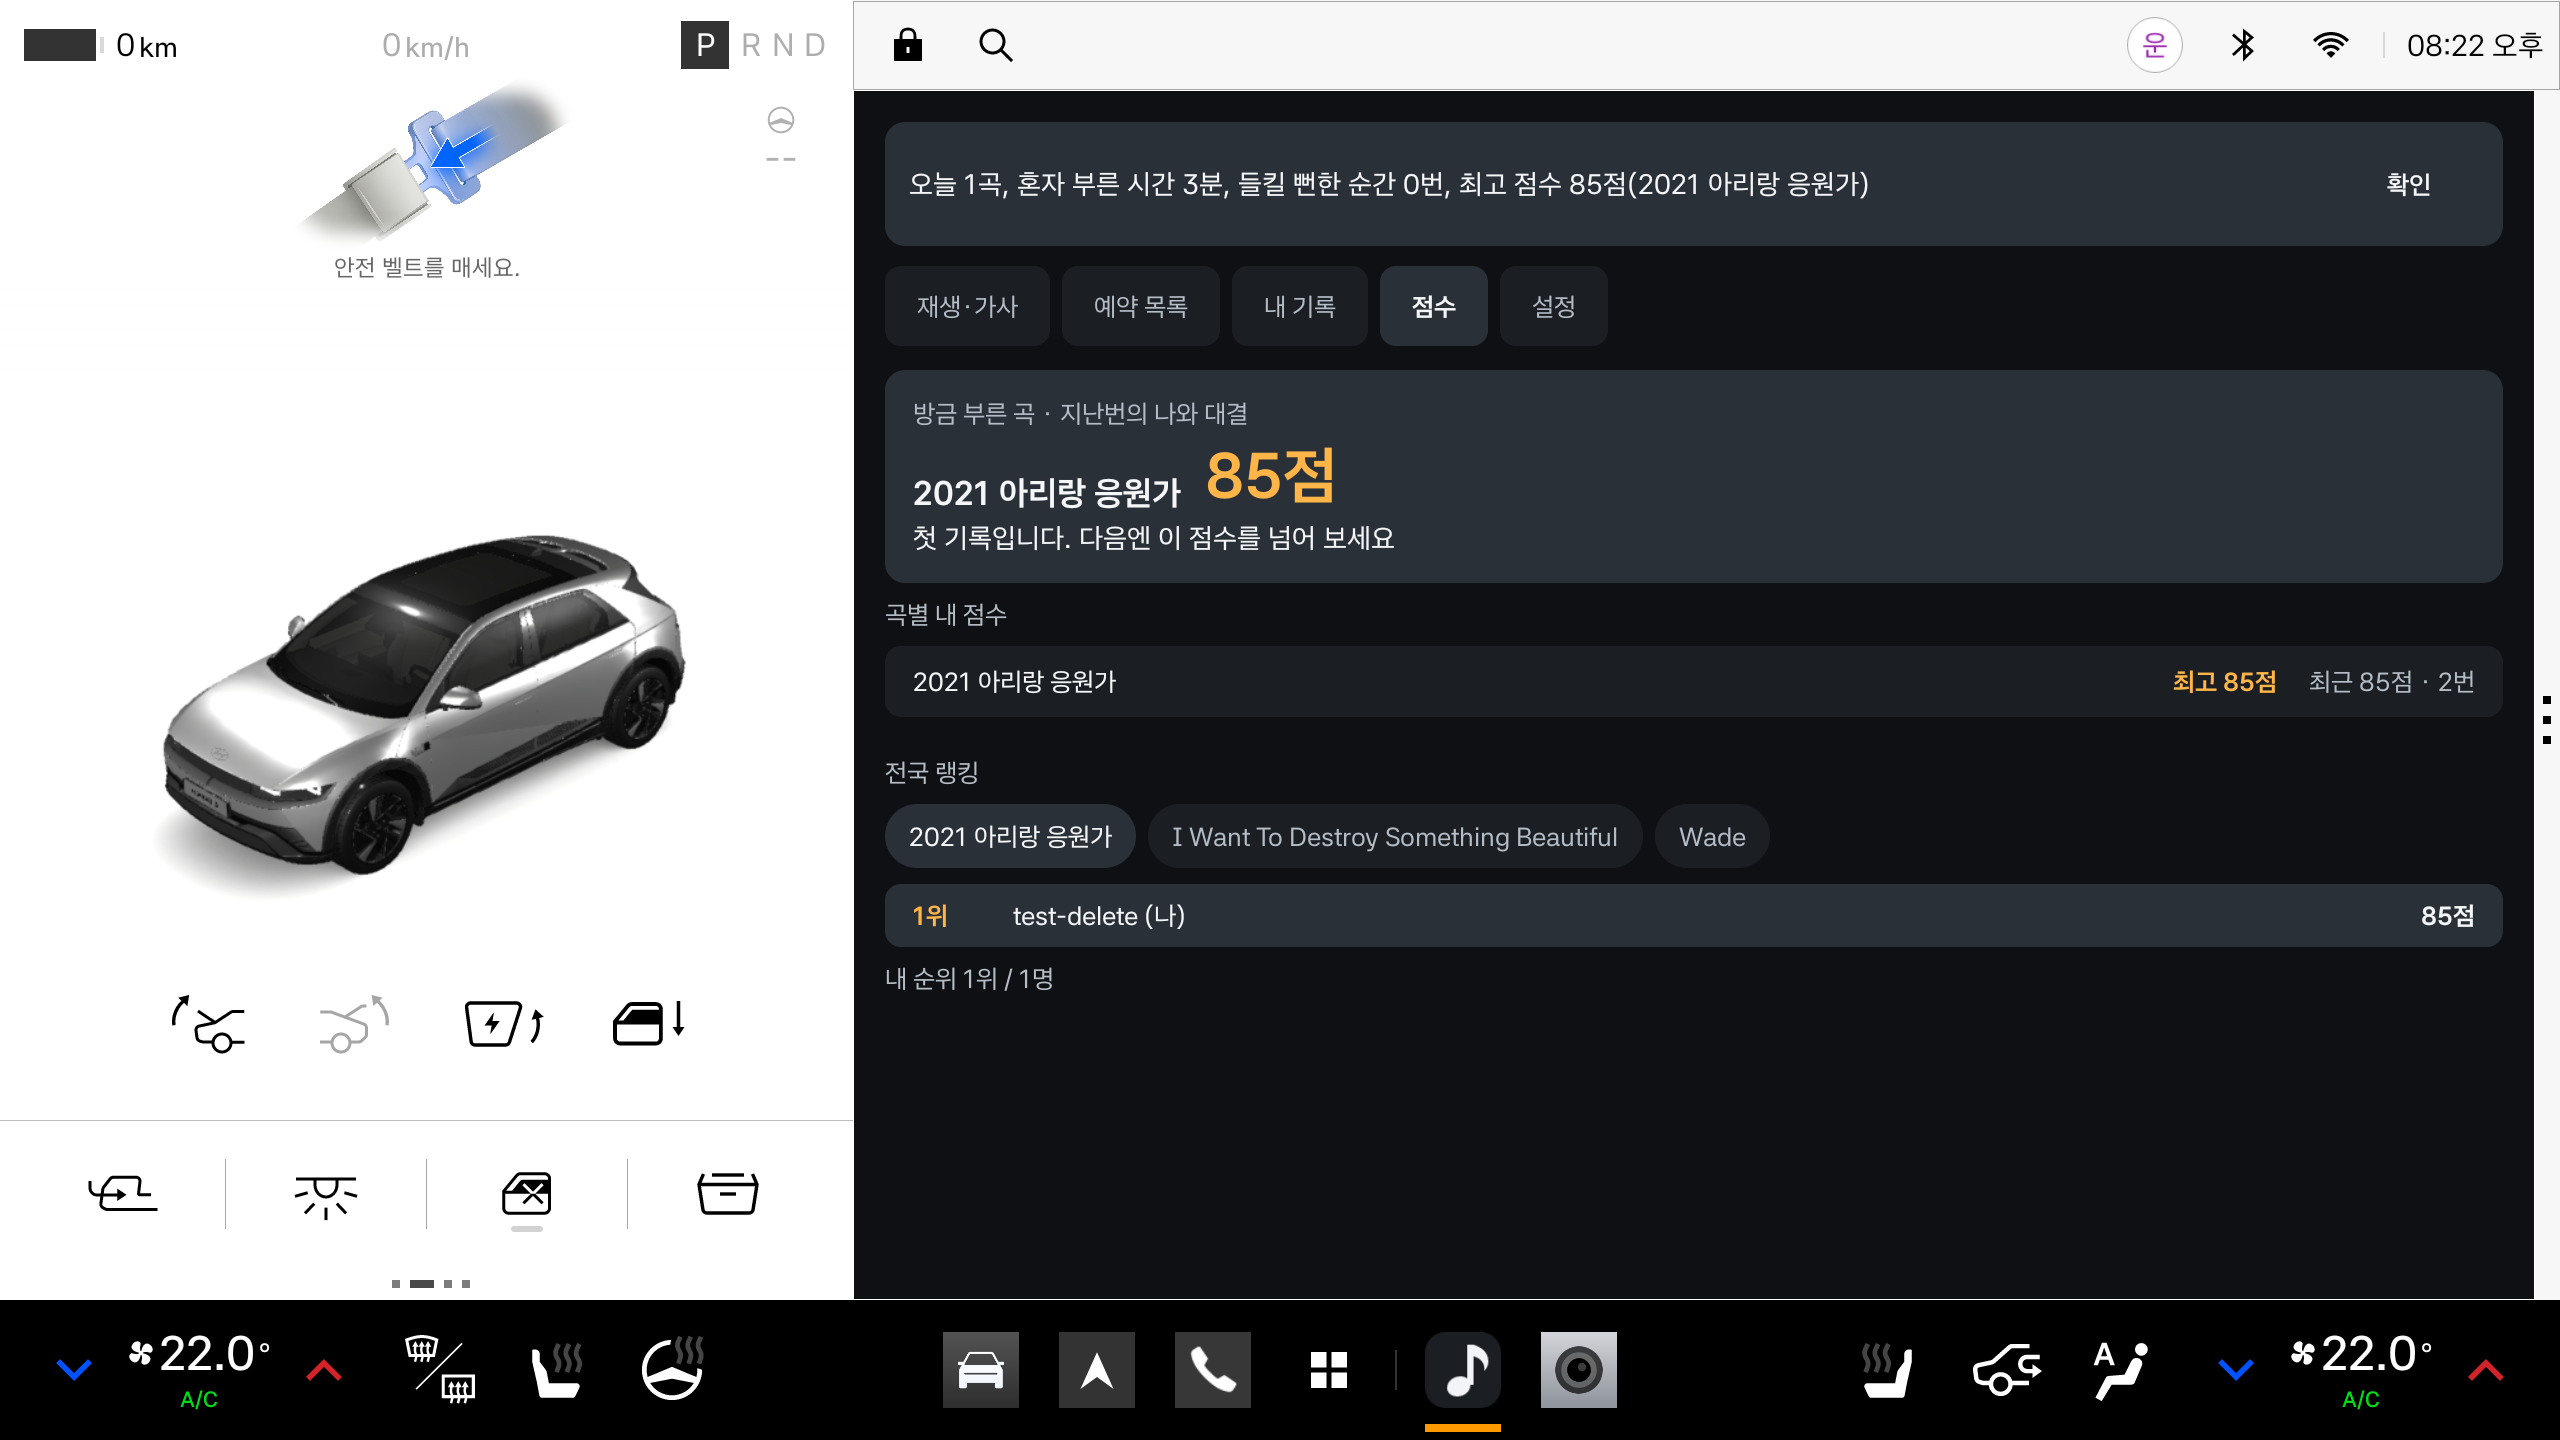 0 km
0 km/h
P R N D
운
08:22 오후
안전 벨트를 매세요.
오늘 1곡, 혼자 부른 시간 3분, 들킬 뻔한 순간 0번, 최고 점수 85점(2021 아리랑 응원가)
확인
재생·가사
예약 목록
내 기록
점수
설정
방금 부른 곡 · 지난번의 나와 대결
2021 아리랑 응원가 85점
첫 기록입니다. 다음엔 이 점수를 넘어 보세요
곡별 내 점수
2021 아리랑 응원가
최고 85점 최근 85점 · 2번
전국 랭킹
2021 아리랑 응원가
I Want To Destroy Something Beautiful
Wade
1위 test-delete (나) 85점
내 순위 1위 / 1명
22.0°
A/C
A
22.0°
A/C